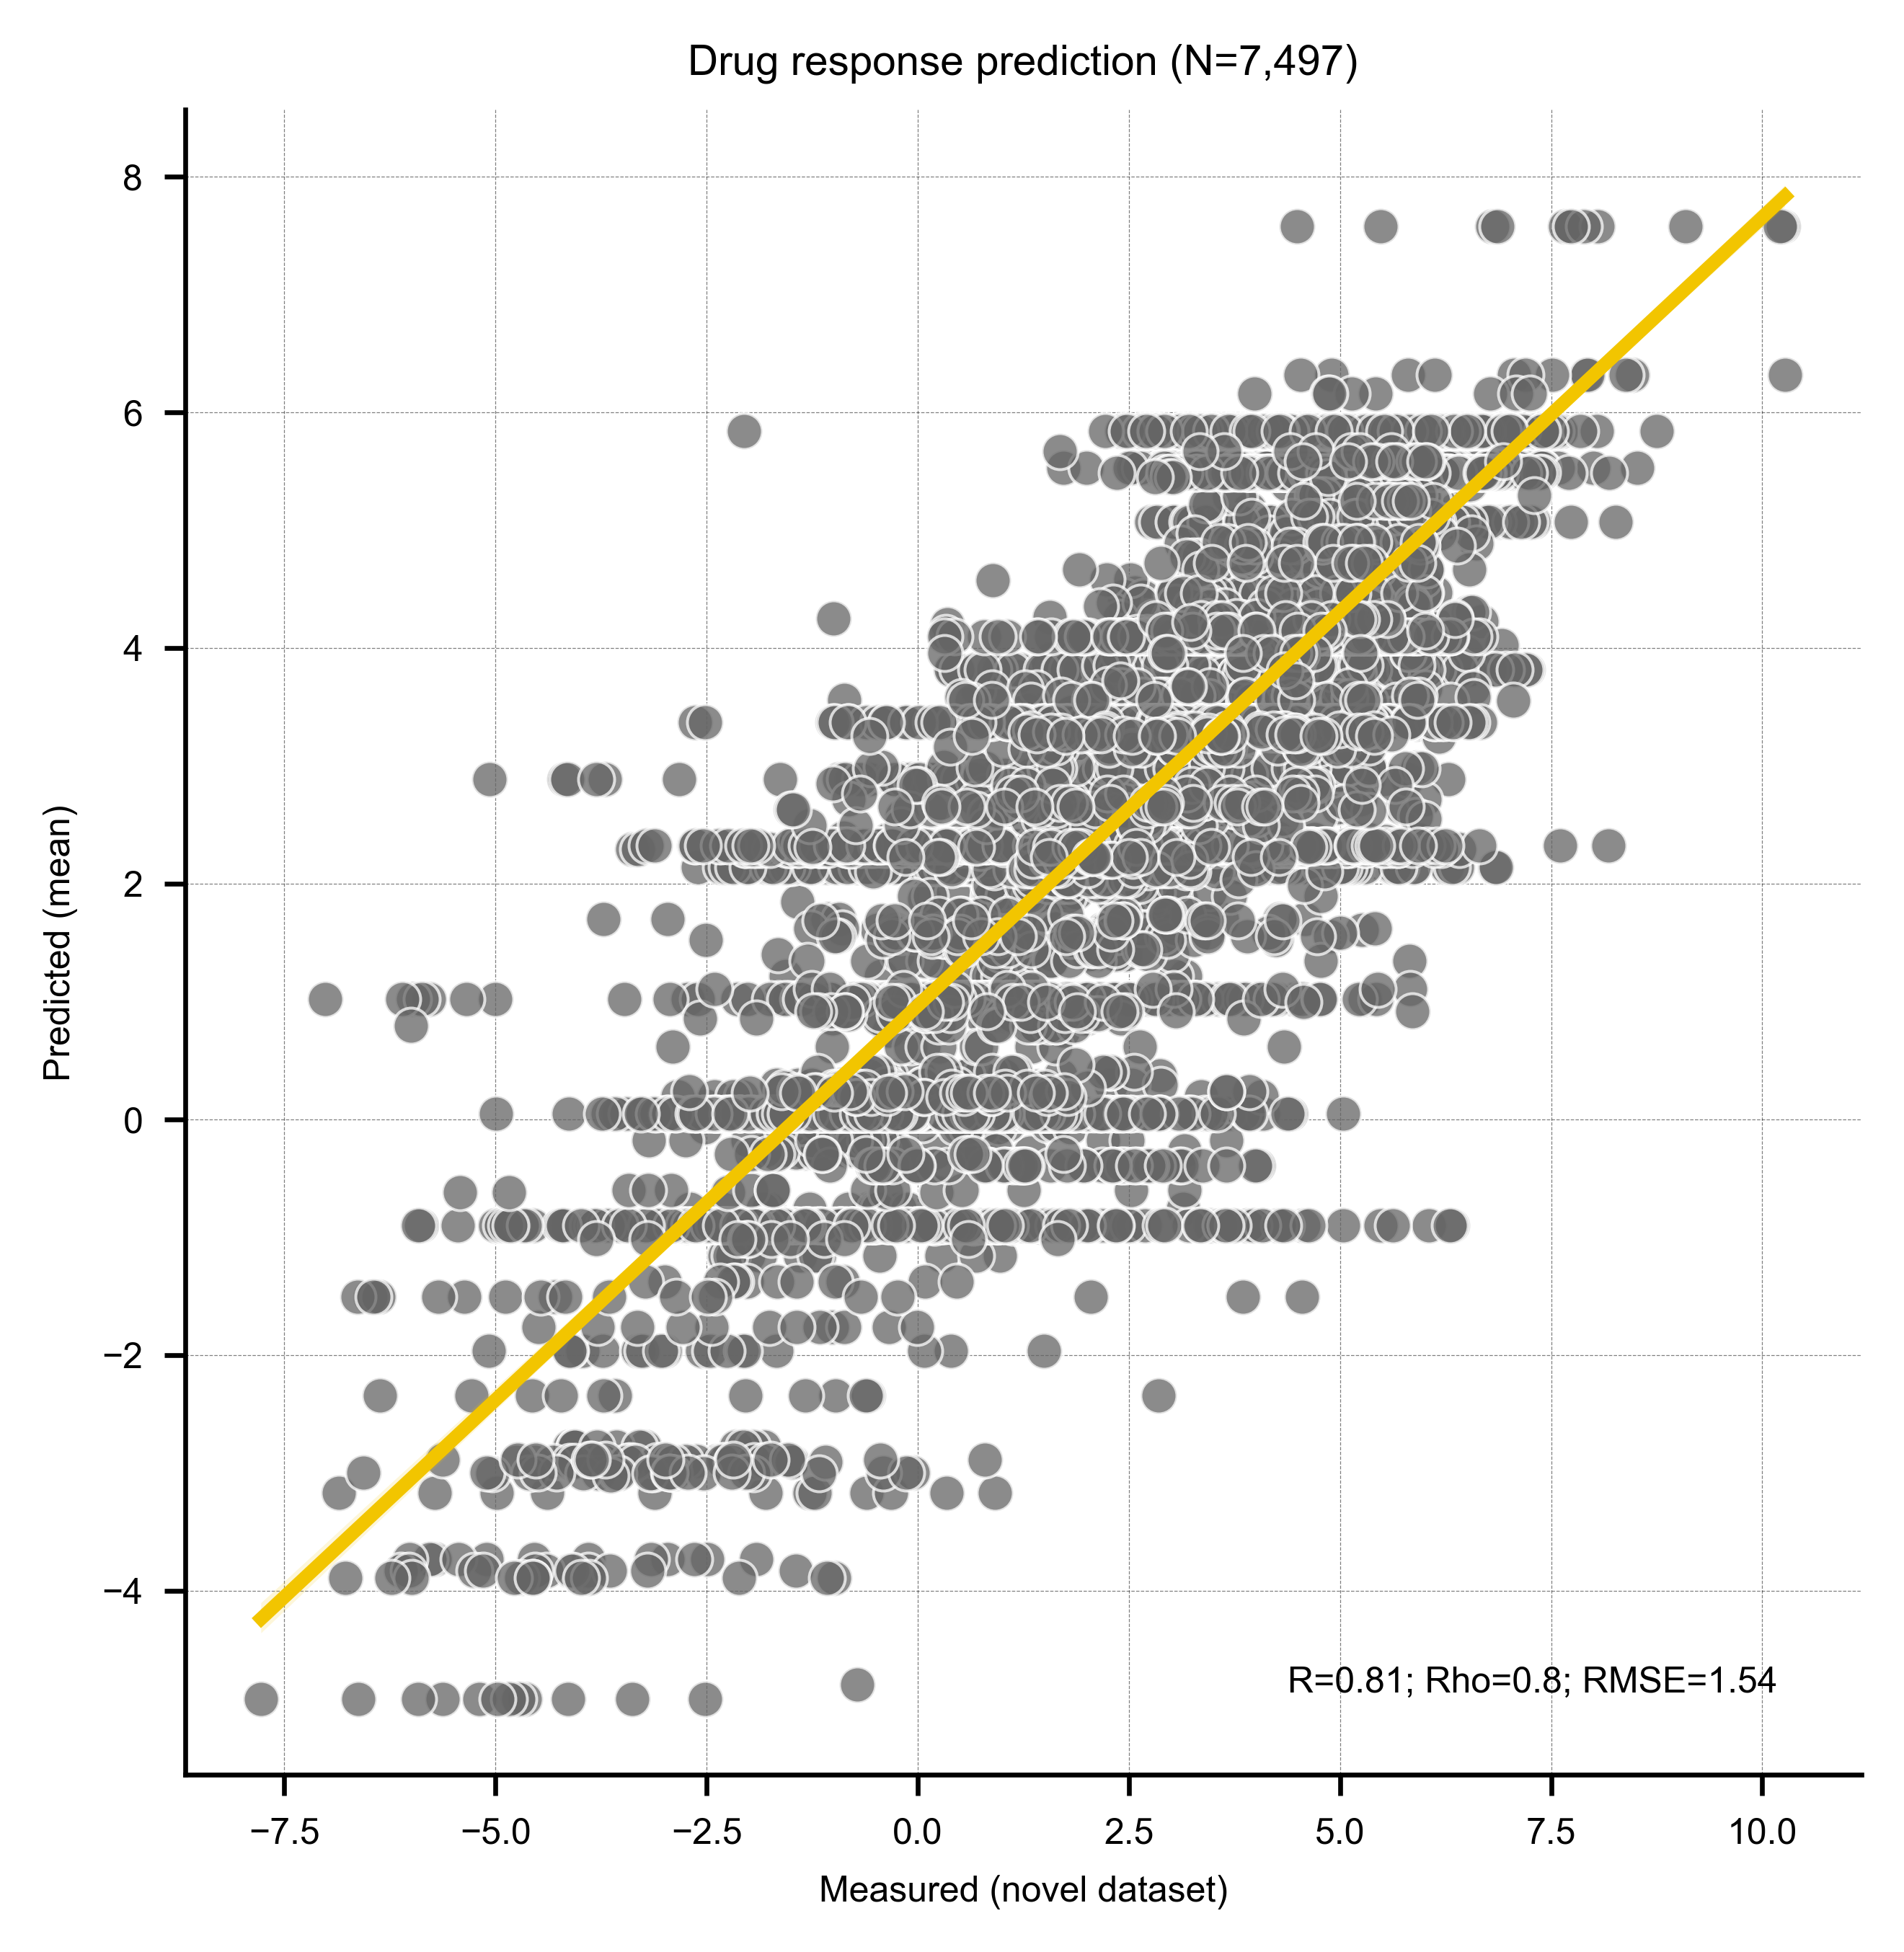 Drug response prediction (N=7,497)
8
6
4
2
0
−2
−4
Predicted (mean)
R=0.81; Rho=0.8; RMSE=1.54
−7.5 −5.0 −2.5 0.0 2.5 5.0 7.5 10.0
Measured (novel dataset)